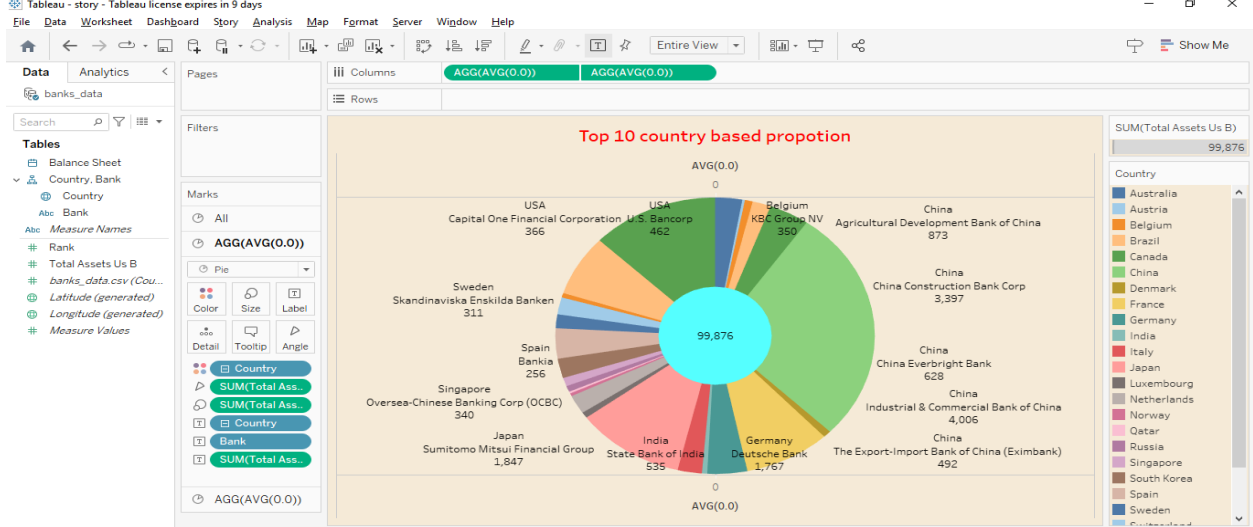 Tableau - story - Tableau license expires in 9 days
File Data Worksheet Dashboard Story Analysis Map Format Server Window Help
Entire View
Show Me
Data Analytics
banks_data
Search
Tables
Balance Sheet
Country, Bank
Country
Abc Bank
Abc Measure Names
# Rank
# Total Assets Us B
# banks_data.csv (Cou...
Latitude (generated)
Longitude (generated)
# Measure Values
Pages
Filters
Marks
All
AGG(AVG(0.0))
Pie
Color Size Label
Detail Tooltip Angle
Country
SUM(Total Ass..
SUM(Total Ass..
Country
Bank
SUM(Total Ass..
AGG(AVG(0.0))
iii Columns
AGG(AVG(0.0)) AGG(AVG(0.0))
Rows
Top 10 country based propotion
AVG(0.0)
0
USA
Capital One Financial Corporation
366
USA
U.S. Bancorp
462
Belgium
KBC Group NV
350
China
Agricultural Development Bank of China
873
China
China Construction Bank Corp
3,397
Sweden
Skandinaviska Enskilda Banken
311
99,876
Spain
Bankia
256
China
China Everbright Bank
628
Singapore
Oversea-Chinese Banking Corp (OCBC)
340
China
Industrial & Commercial Bank of China
4,006
Japan
Sumitomo Mitsui Financial Group
1,847
India
State Bank of India
535
Germany
Deutsche Bank
1,767
China
The Export-Import Bank of China (Eximbank)
492
0
AVG(0.0)
SUM(Total Assets Us B)
99,876
Country
Australia
Austria
Belgium
Brazil
Canada
China
Denmark
France
Germany
India
Italy
Japan
Luxembourg
Netherlands
Norway
Qatar
Russia
Singapore
South Korea
Spain
Sweden
Switzerland